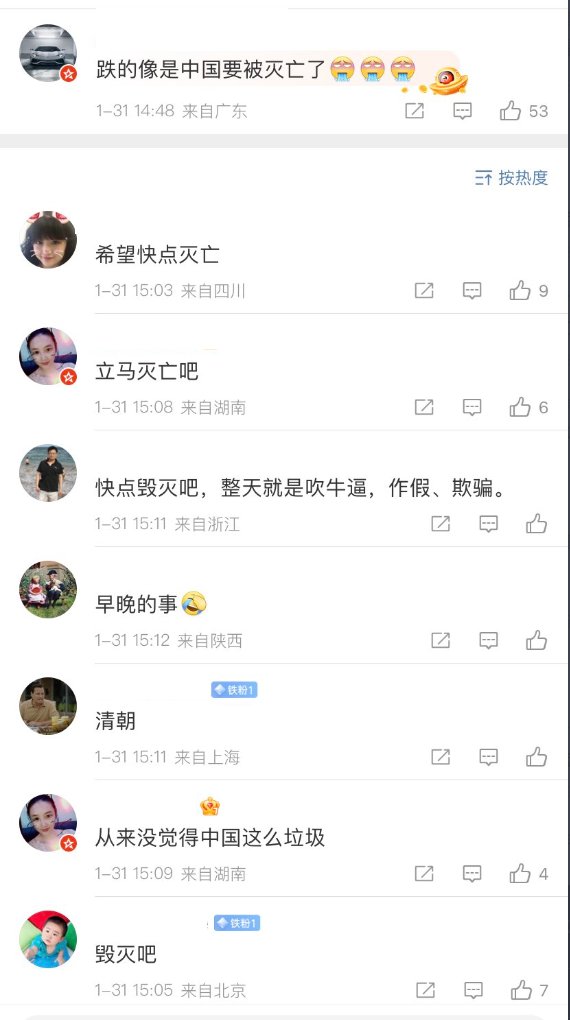 跌的像是中国要被灭亡了
1-31 14:48 来自广东
53
按热度
希望快点灭亡
1-31 15:03 来自四川
9
立马灭亡吧
1-31 15:08 来自湖南
6
快点毁灭吧，整天就是吹牛逼，作假、欺骗。
1-31 15:11 来自浙江
早晚的事
1-31 15:12 来自陕西
铁粉1
清朝
1-31 15:11 来自上海
从来没觉得中国这么垃圾
1-31 15:09 来自湖南
4
铁粉1
毁灭吧
1-31 15:05 来自北京
7